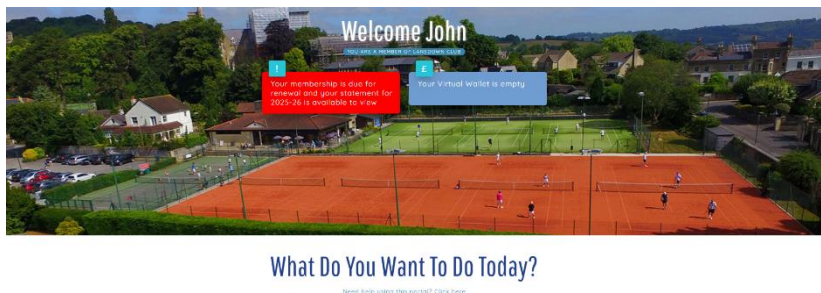 Welcome John
YOU ARE A MEMBER OF LANSDOWN CLUB
!
Your membership is due for
renewal and your statement for
2025-26 is available to view
£
Your Virtual Wallet is empty
What Do You Want To Do Today?
Need help using this portal? Click here